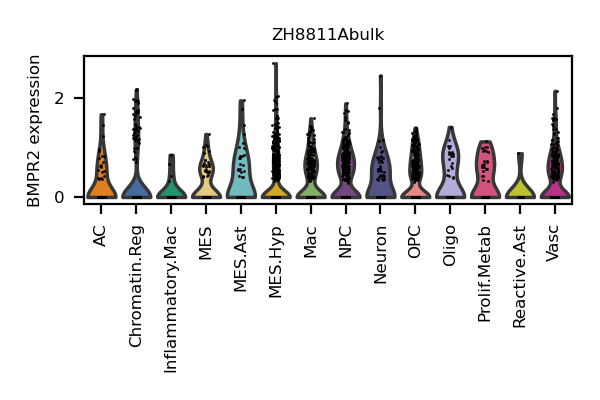 ZH8811Abulk
BMPR2 expression
2
0
AC
Chromatin.Reg
Inflammatory.Mac
MES
MES.Ast
MES.Hyp
Mac
NPC
Neuron
OPC
Oligo
Prolif.Metab
Reactive.Ast
Vasc